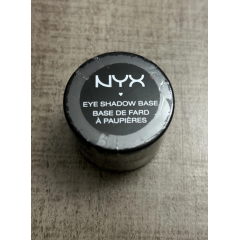 NYX
EYE SHADOW BASE
BASE DE FARD
À PAUPIÈRES